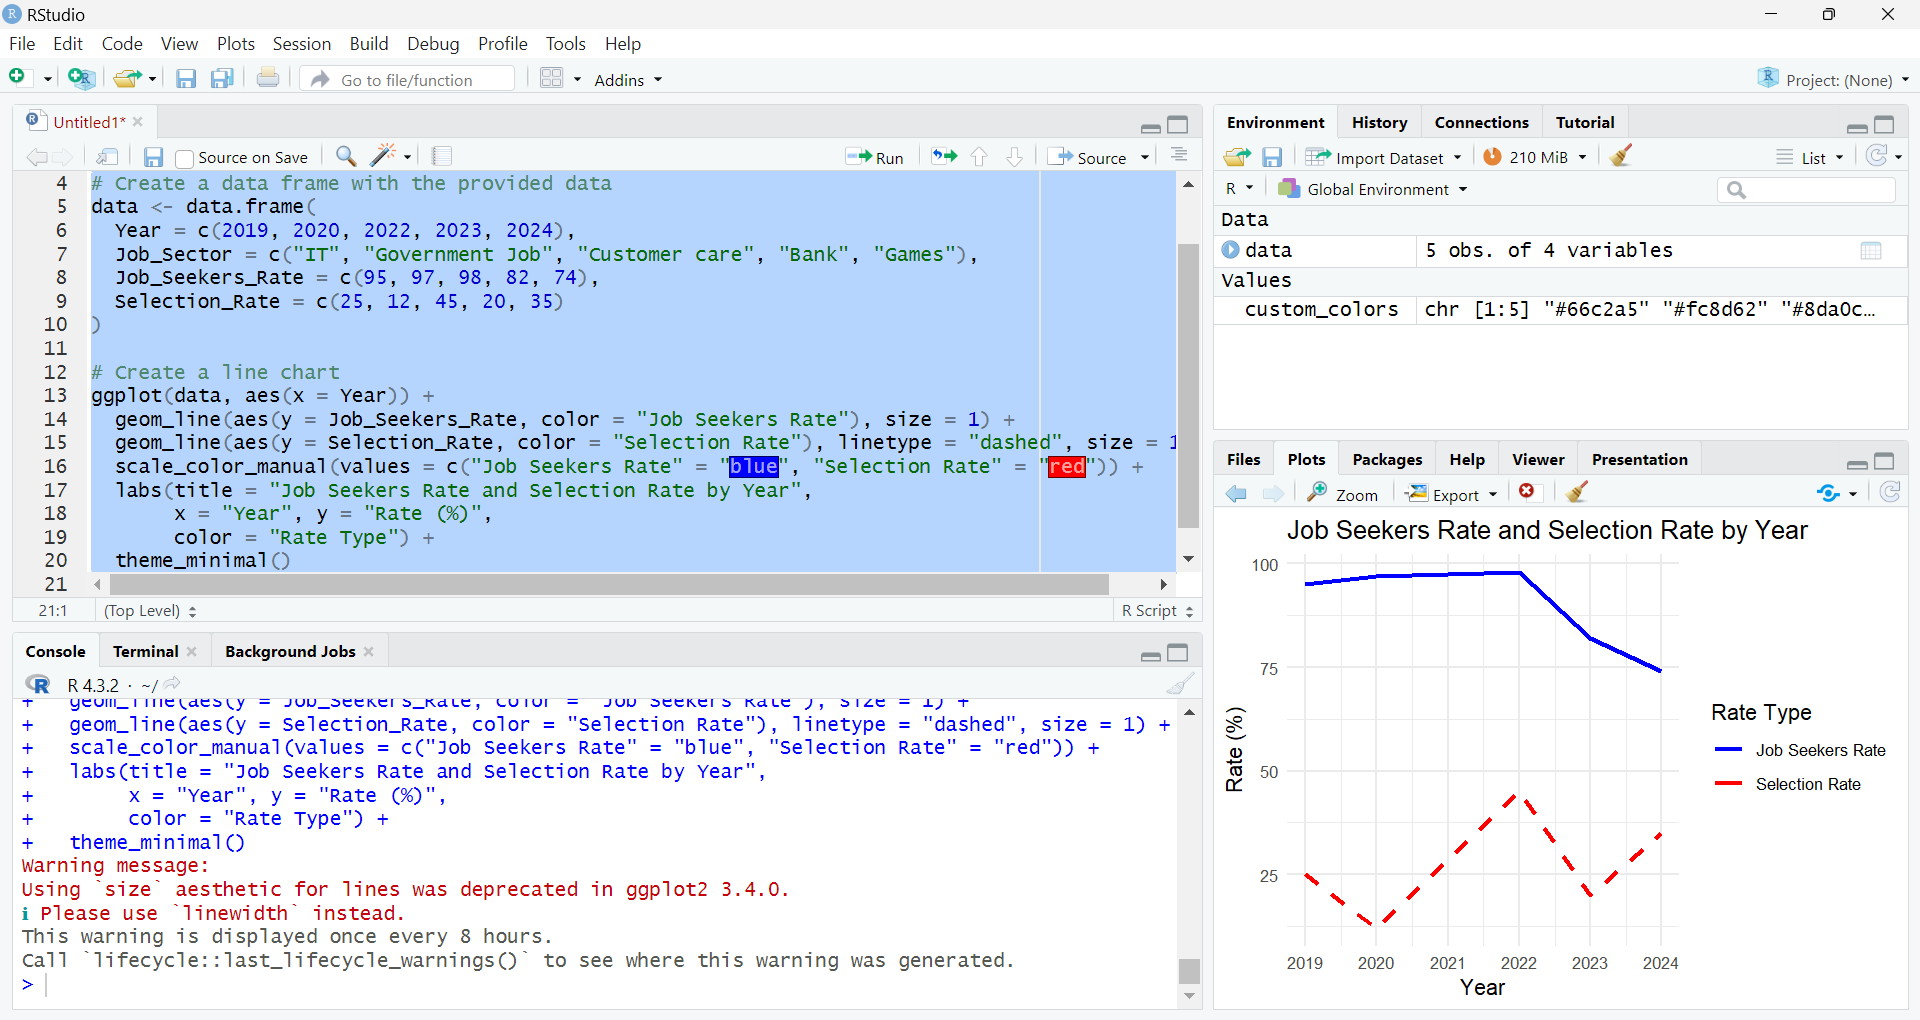 RStudio
File Edit Code View Plots Session Build Debug Profile Tools Help
Go to file/function Addins Project: (None)
Untitled1*
Source on Save Run Source
4 # Create a data frame with the provided data
5 data <- data.frame(
6 Year = c(2019, 2020, 2022, 2023, 2024),
7 Job_Sector = c("IT", "Government Job", "Customer care", "Bank", "Games"),
8 Job_Seekers_Rate = c(95, 97, 98, 82, 74),
9 Selection_Rate = c(25, 12, 45, 20, 35)
10 )
11
12 # Create a line chart
13 ggplot(data, aes(x = Year)) +
14 geom_line(aes(y = Job_Seekers_Rate, color = "Job Seekers Rate"), size = 1) +
15 geom_line(aes(y = Selection_Rate, color = "Selection Rate"), linetype = "dashed", size = 1
16 scale_color_manual(values = c("Job Seekers Rate" = "blue", "Selection Rate" = "red")) +
17 labs(title = "Job Seekers Rate and Selection Rate by Year",
18 x = "Year", y = "Rate (%)",
19 color = "Rate Type") +
20 theme_minimal()
21
21:1 (Top Level) R Script
Console Terminal Background Jobs
R 4.3.2 · ~/
+ geom_line(aes(y = Job_Seekers_Rate, color = "Job Seekers Rate"), size = 1) +
+ geom_line(aes(y = Selection_Rate, color = "Selection Rate"), linetype = "dashed", size = 1) +
+ scale_color_manual(values = c("Job Seekers Rate" = "blue", "Selection Rate" = "red")) +
+ labs(title = "Job Seekers Rate and Selection Rate by Year",
+ x = "Year", y = "Rate (%)",
+ color = "Rate Type") +
+ theme_minimal()
Warning message:
Using `size` aesthetic for lines was deprecated in ggplot2 3.4.0.
ℹ Please use `linewidth` instead.
This warning is displayed once every 8 hours.
Call `lifecycle::last_lifecycle_warnings()` to see where this warning was generated.
>
Environment History Connections Tutorial
Import Dataset 210 MiB List
R Global Environment
Data
data 5 obs. of 4 variables
Values
custom_colors chr [1:5] "#66c2a5" "#fc8d62" "#8da0c...
Files Plots Packages Help Viewer Presentation
Zoom Export
Job Seekers Rate and Selection Rate by Year
100
75
50
25
Rate (%)
2019 2020 2021 2022 2023 2024
Year
Rate Type
Job Seekers Rate
Selection Rate